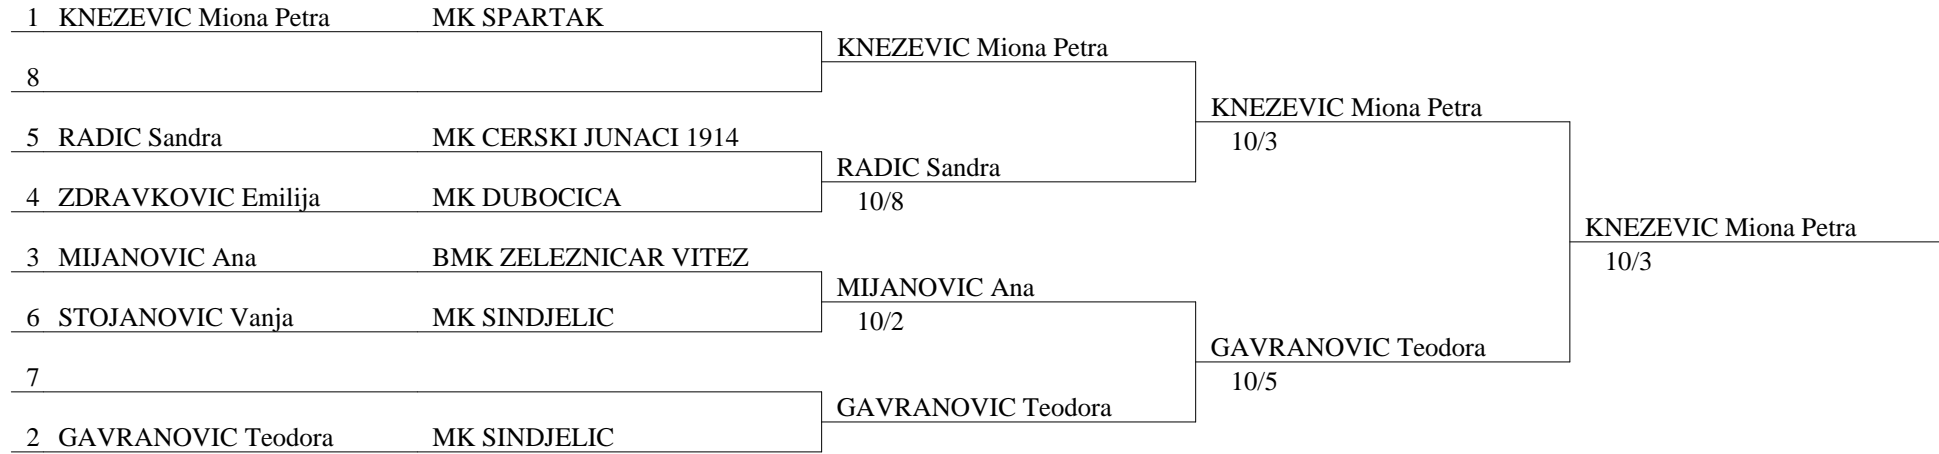 1 KNEZEVIC Miona Petra MK SPARTAK
KNEZEVIC Miona Petra
8
KNEZEVIC Miona Petra
10/3
5 RADIC Sandra MK CERSKI JUNACI 1914
RADIC Sandra
10/8
4 ZDRAVKOVIC Emilija MK DUBOCICA
KNEZEVIC Miona Petra
10/3
3 MIJANOVIC Ana BMK ZELEZNICAR VITEZ
MIJANOVIC Ana
10/2
6 STOJANOVIC Vanja MK SINDJELIC
GAVRANOVIC Teodora
10/5
7
GAVRANOVIC Teodora
2 GAVRANOVIC Teodora MK SINDJELIC